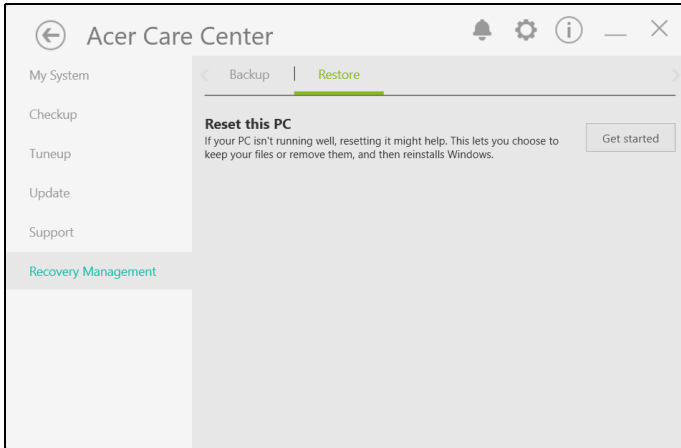 Acer Care Center
My System
Checkup
Tuneup
Update
Support
Recovery Management
Backup | Restore
Reset this PC
If your PC isn't running well, resetting it might help. This lets you choose to
keep your files or remove them, and then reinstalls Windows.
Get started